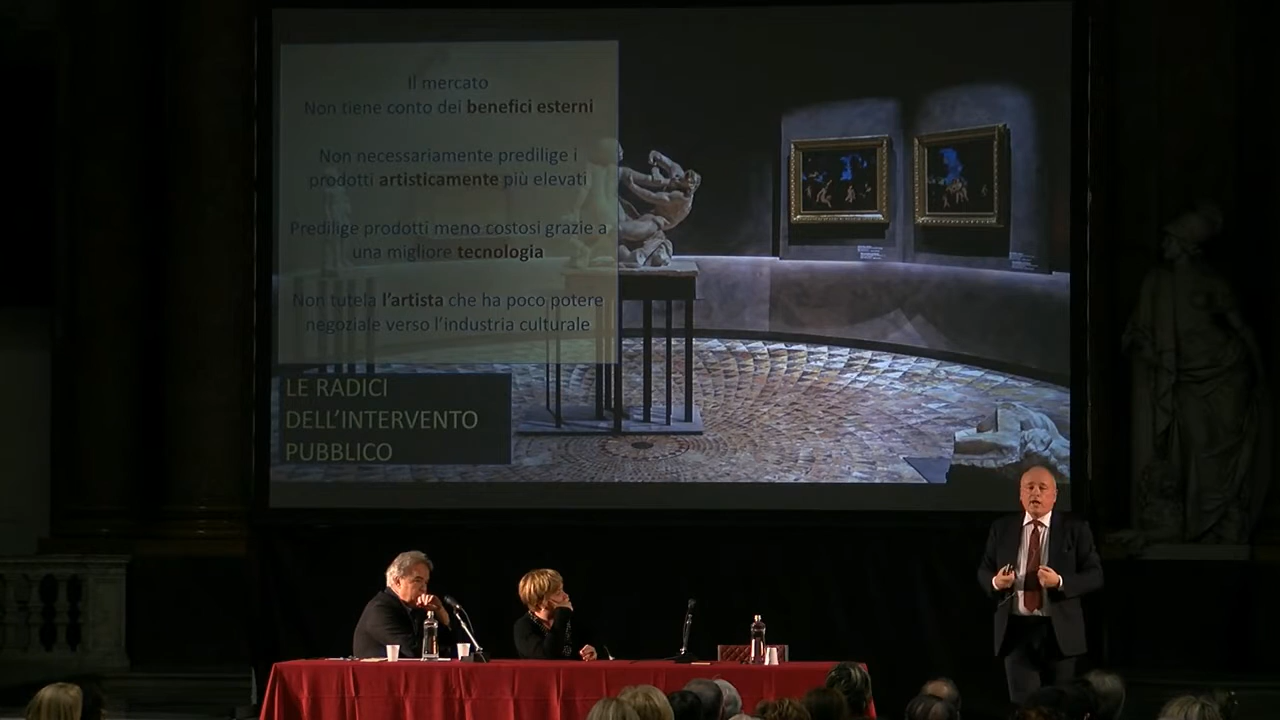 Il mercato
Non tiene conto dei benefici esterni
Non necessariamente predilige i
prodotti artisticamente più elevati
Predilige prodotti meno costosi grazie a
una migliore tecnologia
Non tutela l'artista che ha poco potere
negoziale verso l'industria culturale
LE RADICI
DELL'INTERVENTO
PUBBLICO